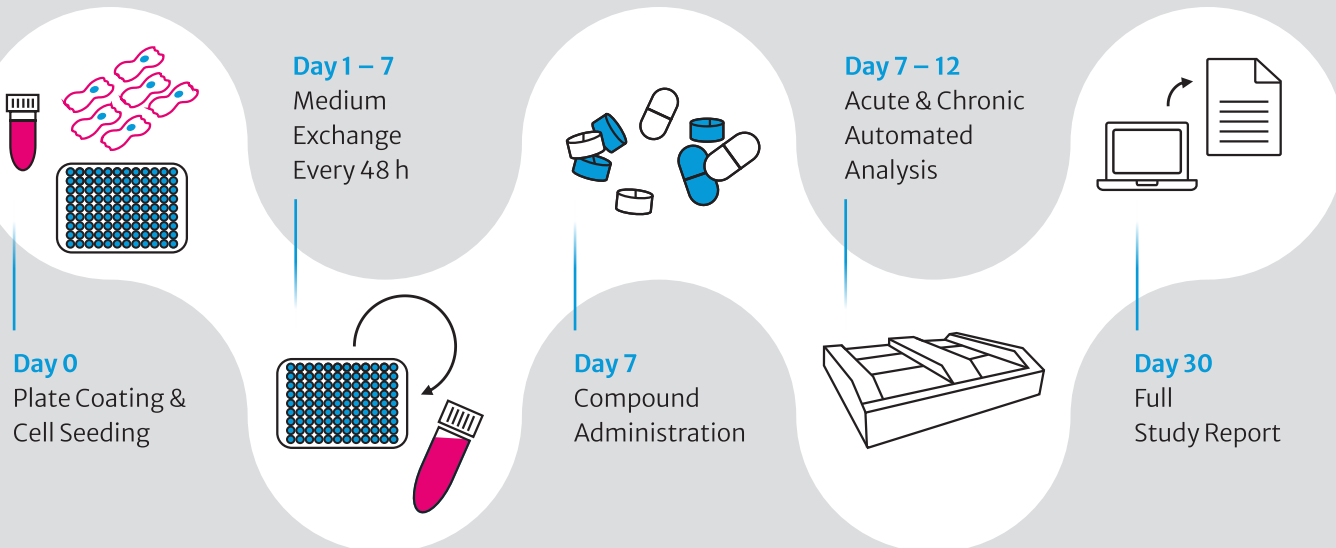 Day 0
Plate Coating &
Cell Seeding
Day 1 – 7
Medium
Exchange
Every 48 h
Day 7
Compound
Administration
Day 7 – 12
Acute & Chronic
Automated
Analysis
Day 30
Full
Study Report